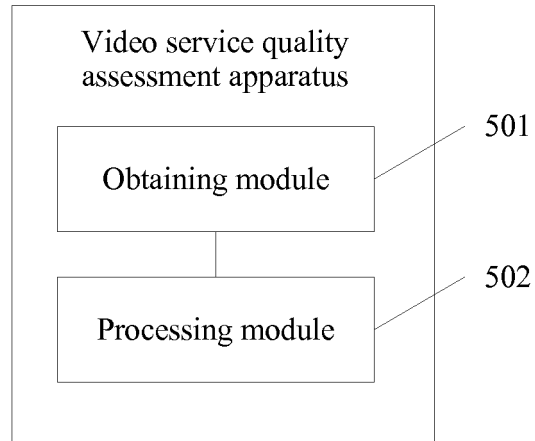 Video service quality
assessment apparatus
501
Obtaining module
502
Processing module